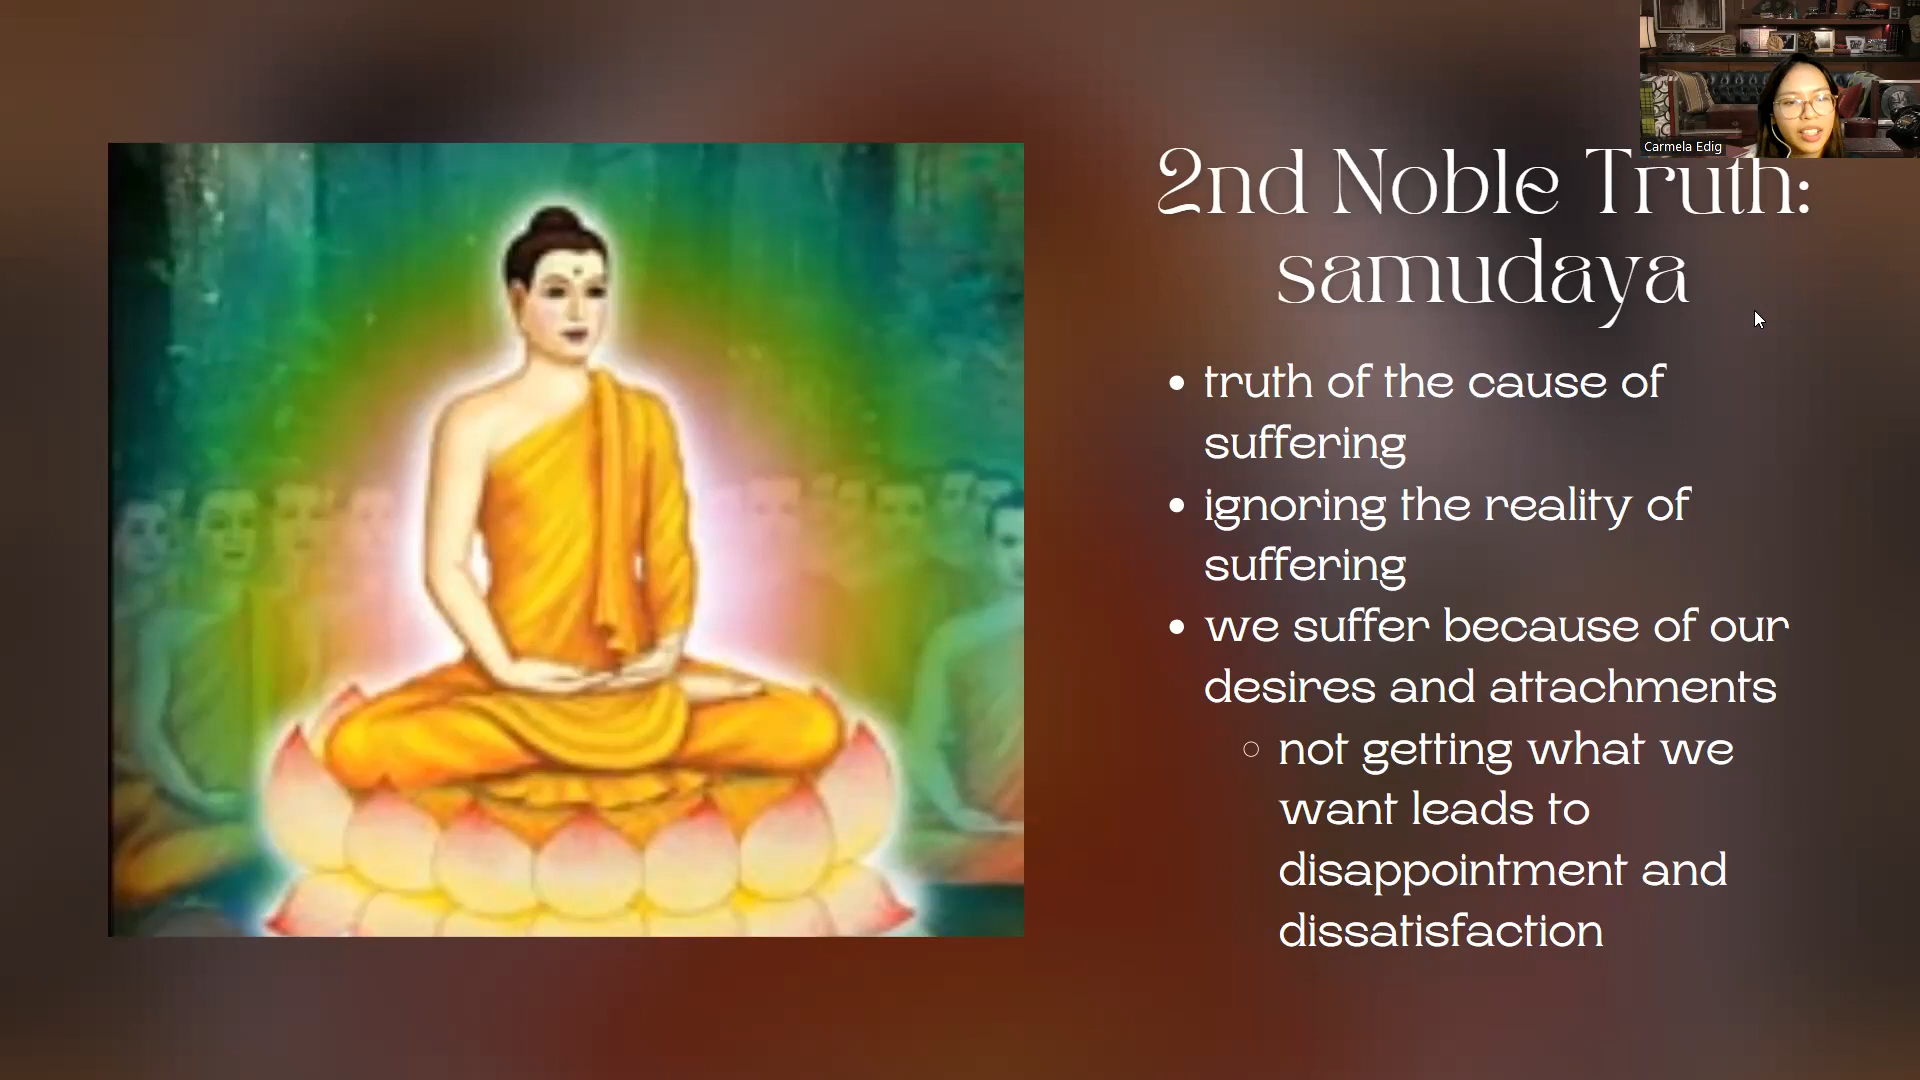 Carmela Edig
2nd Noble Truth:
samudaya
truth of the cause of
suffering
ignoring the reality of
suffering
we suffer because of our
desires and attachments
not getting what we
want leads to
disappointment and
dissatisfaction